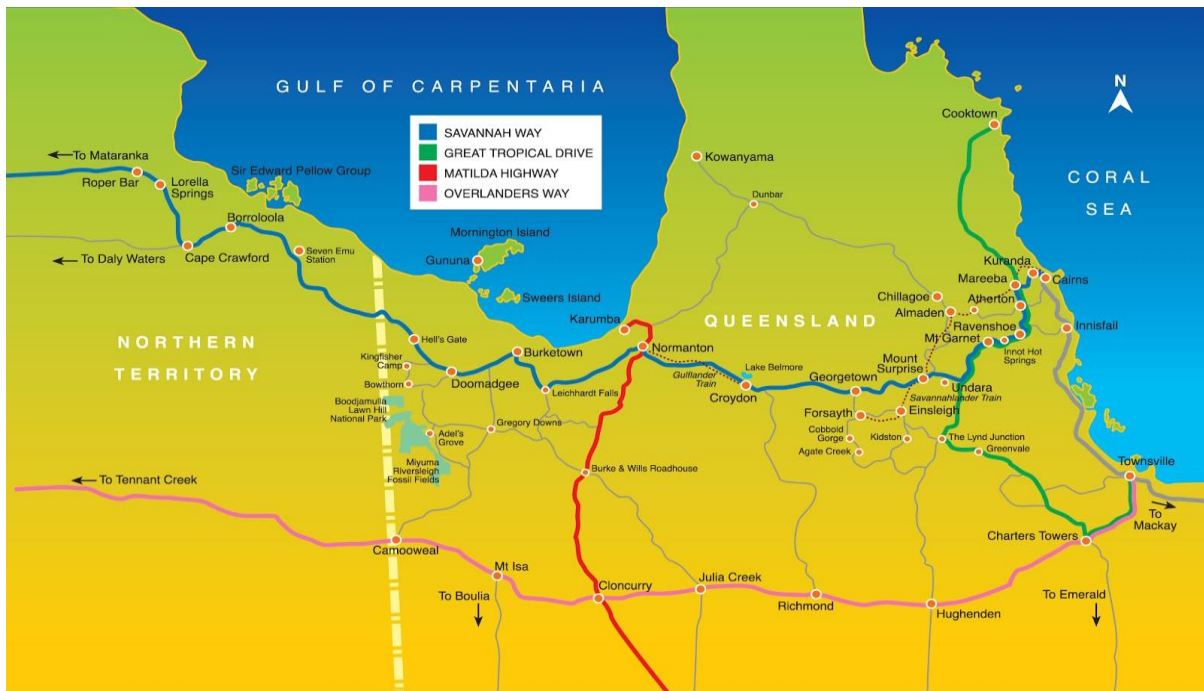 GULF OF CARPENTARIA
N
SAVANNAH WAY
GREAT TROPICAL DRIVE
MATILDA HIGHWAY
OVERLANDERS WAY
Cooktown
To Mataranka
Roper Bar
Lorella
Springs
Sir Edward Pellow Group
Kowanyama
CORAL
SEA
Dunbar
Borroloola
Mornington Island
To Daly Waters
Cape Crawford
Seven Emu
Station
Gununa
Kuranda
Mareeba
Cairns
Sweers Island
Chillagoe
Atherton
Almaden
Karumba
QUEENSLAND
Innisfail
Ravenshoe
Mt Garnet
NORTHERN
TERRITORY
Hell's Gate
Burketown
Normanton
Innot Hot
Springs
Kingfisher
Camp
Doomadgee
Gulflander
Train
Lake Belmore
Mount
Surprise
Georgetown
Undara
Bowthorn
Leichhardt Falls
Croydon
Savannahlander Train
Boodjamulla
Lawn Hill
National Park
Forsayth
Einsleigh
Adel's
Grove
Gregory Downs
Cobbold
Gorge
Kidston
The Lynd Junction
Agate Creek
Greenvale
Miyuma
Riversleigh
Fossil Fields
Burke & Wills Roadhouse
Townsville
To Tennant Creek
To
Mackay
Camooweal
Charters Towers
Mt Isa
Julia Creek
To Boulia
Cloncurry
Richmond
Hughenden
To Emerald